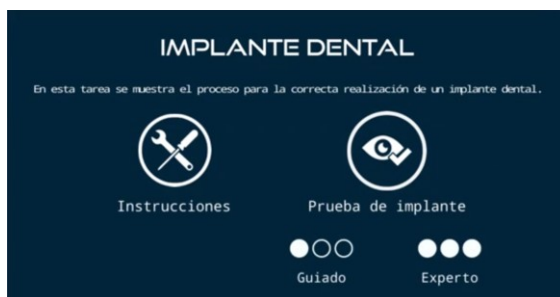 IMPLANTE DENTAL
En esta tarea se muestra el proceso para la correcta realización de un implante dental.
Instrucciones
Prueba de implante
Guiado
Experto